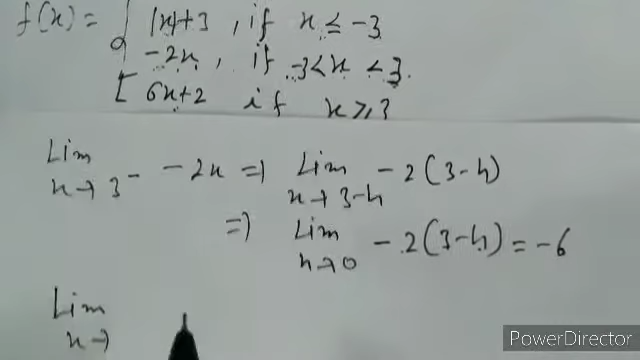 f(x) = { |x|+3 , if x ≤ -3
-2x , if -3<x <3.
6x+2 if x ≥ 3
Lim x→3⁻ -2x => Lim x→3-h -2(3-h)
=> Lim h→0 -2(3-h) = -6
Lim x→
PowerDirector